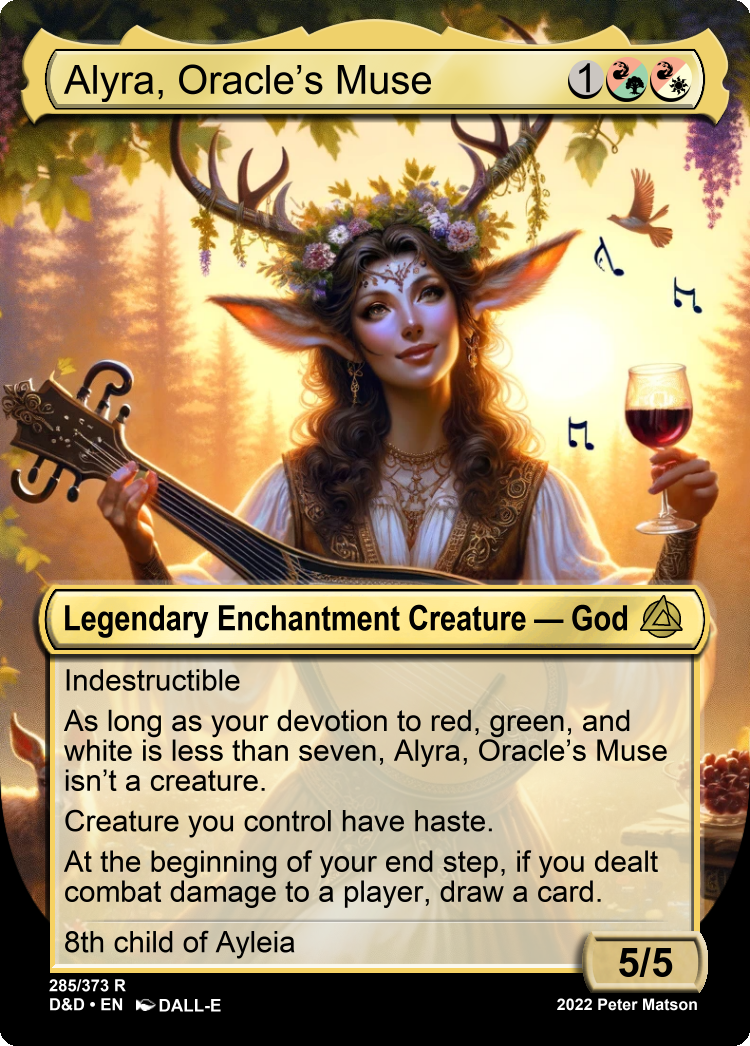 Alyra, Oracle's Muse 1
Legendary Enchantment Creature — God
Indestructible
As long as your devotion to red, green, and
white is less than seven, Alyra, Oracle's Muse
isn't a creature.
Creature you control have haste.
At the beginning of your end step, if you dealt
combat damage to a player, draw a card.
8th child of Ayleia
5/5
285/373 R
D&D • EN DALL-E
2022 Peter Matson